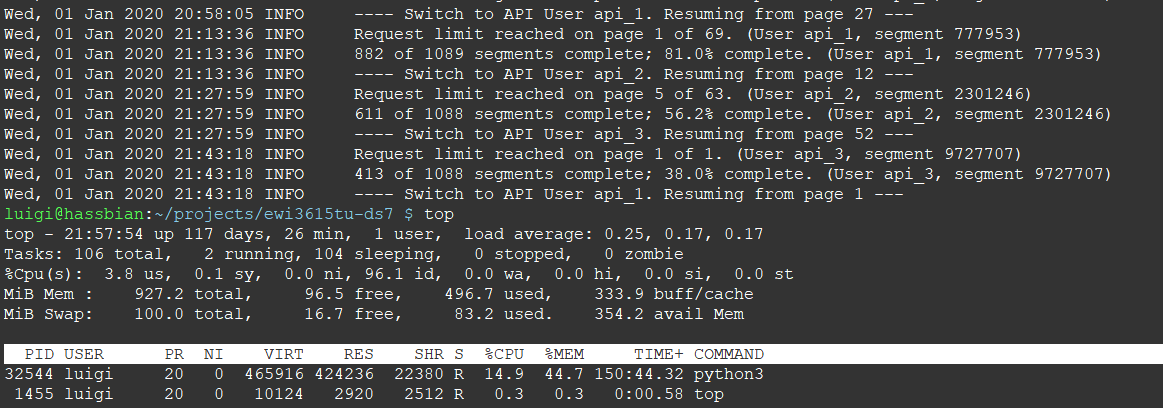 Wed, 01 Jan 2020 20:58:05 INFO     ---- Switch to API User api_1. Resuming from page 27 ---
Wed, 01 Jan 2020 21:13:36 INFO     Request limit reached on page 1 of 69. (User api_1, segment 777953)
Wed, 01 Jan 2020 21:13:36 INFO     882 of 1089 segments complete; 81.0% complete. (User api_1, segment 777953)
Wed, 01 Jan 2020 21:13:36 INFO     ---- Switch to API User api_2. Resuming from page 12 ---
Wed, 01 Jan 2020 21:27:59 INFO     Request limit reached on page 5 of 63. (User api_2, segment 2301246)
Wed, 01 Jan 2020 21:27:59 INFO     611 of 1088 segments complete; 56.2% complete. (User api_2, segment 2301246)
Wed, 01 Jan 2020 21:27:59 INFO     ---- Switch to API User api_3. Resuming from page 52 ---
Wed, 01 Jan 2020 21:43:18 INFO     Request limit reached on page 1 of 1. (User api_3, segment 9727707)
Wed, 01 Jan 2020 21:43:18 INFO     413 of 1088 segments complete; 38.0% complete. (User api_3, segment 9727707)
Wed, 01 Jan 2020 21:43:18 INFO     ---- Switch to API User api_1. Resuming from page 1 ---
luigi@hassbian:~/projects/ewi3615tu-ds7 $ top
top - 21:57:54 up 117 days, 26 min,  1 user,  load average: 0.25, 0.17, 0.17
Tasks: 106 total,   2 running, 104 sleeping,   0 stopped,   0 zombie
%Cpu(s):  3.8 us,  0.1 sy,  0.0 ni, 96.1 id,  0.0 wa,  0.0 hi,  0.0 si,  0.0 st
MiB Mem :    927.2 total,     96.5 free,    496.7 used,    333.9 buff/cache
MiB Swap:    100.0 total,     16.7 free,     83.2 used.    354.2 avail Mem
  PID USER      PR  NI    VIRT    RES    SHR S  %CPU  %MEM     TIME+ COMMAND
32544 luigi     20   0  465916 424236  22380 R  14.9  44.7 150:44.32 python3
 1455 luigi     20   0   10124   2920   2512 R   0.3   0.3   0:00.58 top